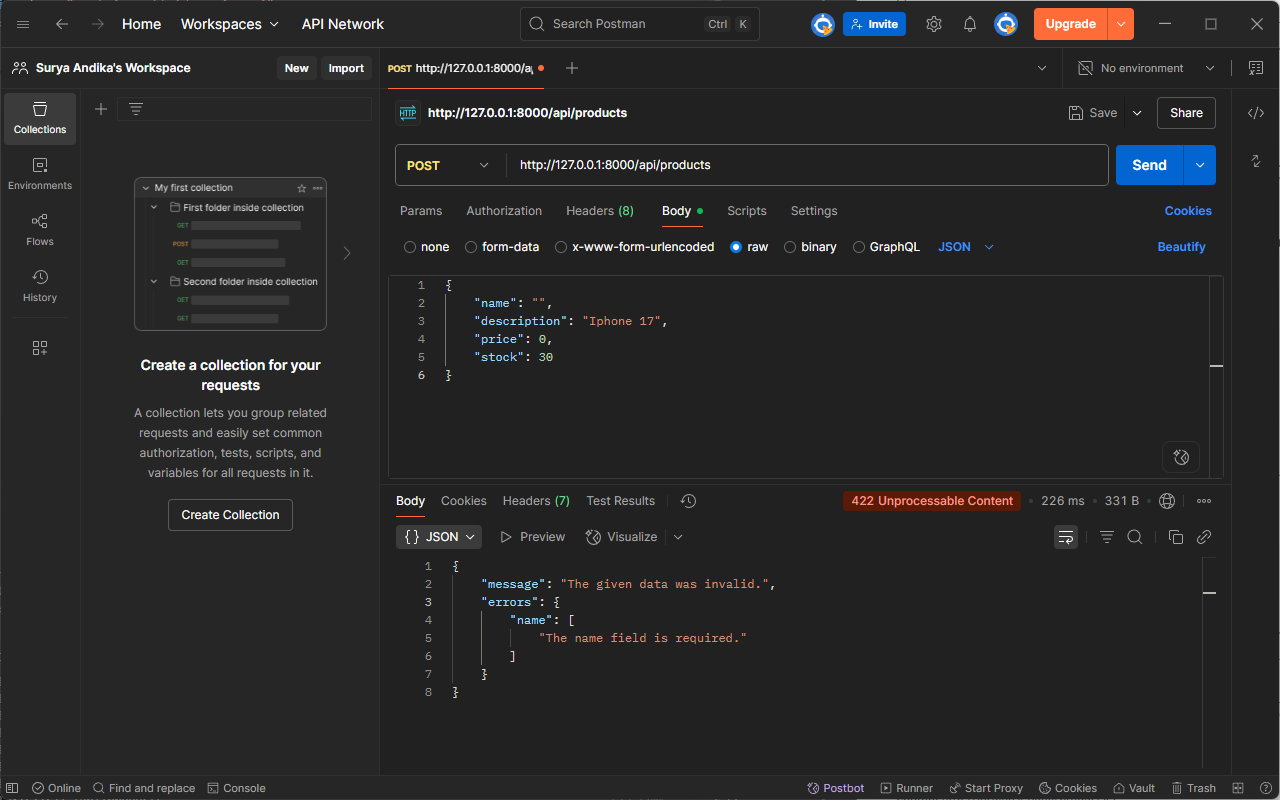 Home Workspaces API Network Search Postman Ctrl K Invite Upgrade
Surya Andika's Workspace New Import POST http://127.0.0.1:8000/a No environment
HTTP http://127.0.0.1:8000/api/products Save Share
POST http://127.0.0.1:8000/api/products Send
Params Authorization Headers (8) Body Scripts Settings Cookies
none form-data x-www-form-urlencoded raw binary GraphQL JSON Beautify
1 {
2 "name": "",
3 "description": "Iphone 17",
4 "price": 0,
5 "stock": 30
6 }
Collections
Environments
Flows
History
My first collection
First folder inside collection
GET
POST
GET
Second folder inside collection
GET
GET
Create a collection for your
requests
A collection lets you group related
requests and easily set common
authorization, tests, scripts, and
variables for all requests in it.
Create Collection
Body Cookies Headers (7) Test Results 422 Unprocessable Content 226 ms 331 B
{} JSON Preview Visualize
1 {
2 "message": "The given data was invalid.",
3 "errors": {
4 "name": [
5 "The name field is required."
6 ]
7 }
8 }
Online Find and replace Console Postbot Runner Start Proxy Cookies Vault Trash